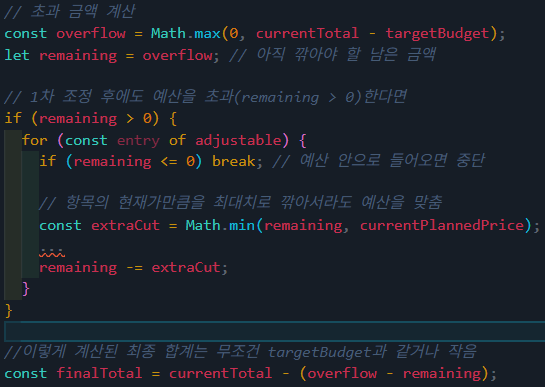 // 초과 금액 계산
const overflow = Math.max(0, currentTotal - targetBudget);
let remaining = overflow; // 아직 깎아야 할 남은 금액

// 1차 조정 후에도 예산을 초과(remaining > 0)한다면
if (remaining > 0) {
  for (const entry of adjustable) {
    if (remaining <= 0) break; // 예산 안으로 들어오면 중단

    // 항목의 현재가만큼을 최대치로 깎아서라도 예산을 맞춤
    const extraCut = Math.min(remaining, currentPlannedPrice);
    ...
    remaining -= extraCut;
  }
}

//이렇게 계산된 최종 합계는 무조건 targetBudget과 같거나 작음
const finalTotal = currentTotal - (overflow - remaining);